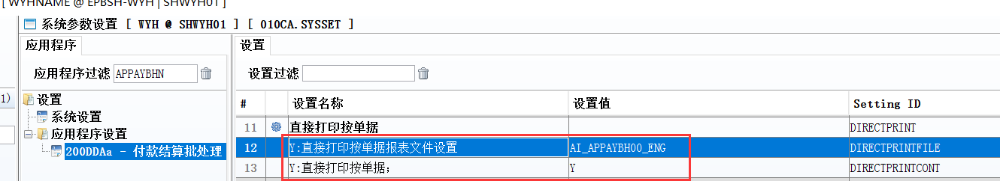 [ WYHNAME @ EPBSH-WYH | SHWYH01 ]
系统参数设置 [ WYH @ SHWYH01 ] [ 010CA.SYSSET ]
应用程序
应用程序过滤 APPAYBHN
1)
设置
系统设置
应用程序设置
200DDAa - 付款结算批处理
设置
设置过滤
# 设置名称 设置值 Setting ID
11 直接打印按单据 DIRECTPRINT
12 Y:直接打印按单据报表文件设置 AI_APPAYBH00_ENG DIRECTPRINTFILE
13 Y:直接打印按单据; Y DIRECTPRINTCONT